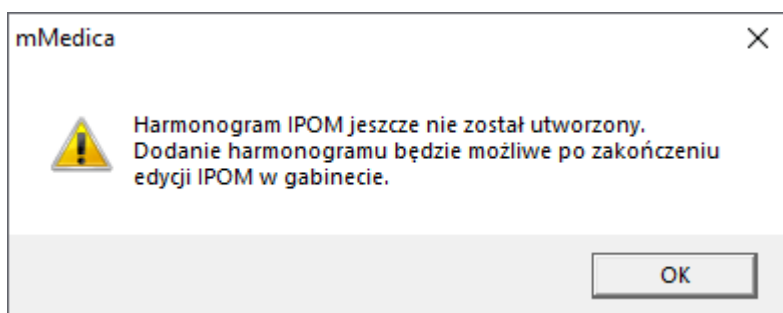 mMedica
Harmonogram IPOM jeszcze nie został utworzony.
Dodanie harmonogramu będzie możliwe po zakończeniu
edycji IPOM w gabinecie.
OK